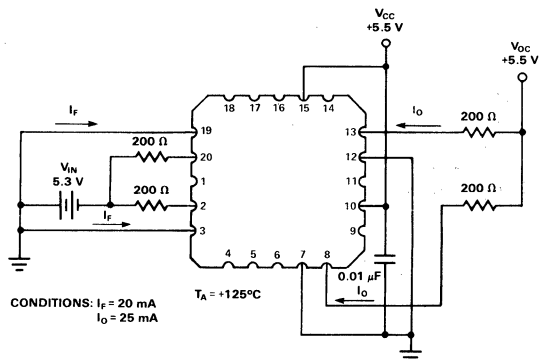 VCC
+5.5 V
VOC
+5.5 V
18 17 16 15 14
IF
IO
200 Ω
19
13
200 Ω
20
12
VIN
5.3 V
1
11
200 Ω
200 Ω
2
10
IF
3
9
4 5 6 7 8
0.01 μF
IO
TA = +125°C
CONDITIONS: IF = 20 mA
IO = 25 mA